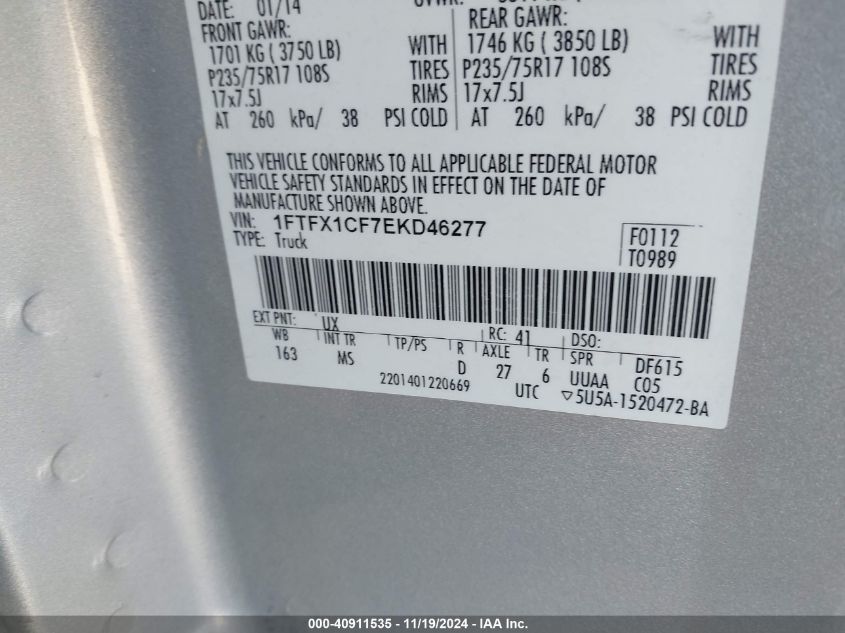 DATE: 01/14
FRONT GAWR: REAR GAWR:
1701 KG ( 3750 LB) WITH 1746 KG ( 3850 LB) WITH
P235/75R17 108S TIRES P235/75R17 108S TIRES
17x7.5J RIMS 17x7.5J RIMS
AT 260 kPa/ 38 PSI COLD AT 260 kPa/ 38 PSI COLD
THIS VEHICLE CONFORMS TO ALL APPLICABLE FEDERAL MOTOR
VEHICLE SAFETY STANDARDS IN EFFECT ON THE DATE OF
MANUFACTURE SHOWN ABOVE.
VIN: 1FTFX1CF7EKD46277
TYPE: Truck
F0112
T0989
EXT PNT: UX RC: 41 DSO:
WB INT TR TP/PS R AXLE TR SPR DF615
163 MS D 27 6 UUAA C05
2201401220669 UTC ▽5U5A-1520472-BA
000-40911535 - 11/19/2024 - IAA Inc.